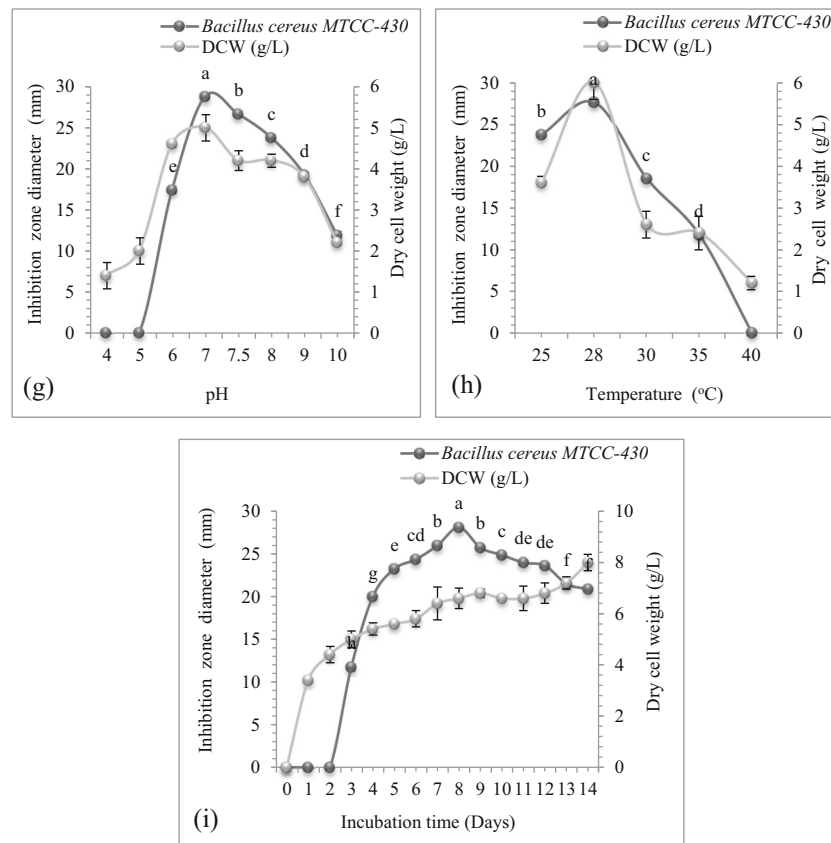 Bacillus cereus MTCC-430
DCW (g/L)
a
b
c
e
d
f
30
25
20
15
10
5
0
Inhibition zone diameter (mm)
6
5
4
3
2
1
0
Dry cell weight (g/L)
4 5 6 7 7.5 8 9 10
pH
(g)
Bacillus cereus MTCC-430
DCW (g/L)
a
b
c
d
30
25
20
15
10
5
0
Inhibition zone diameter (mm)
6
5
4
3
2
1
0
Dry cell weight (g/L)
25 28 30 35 40
Temperature (°C)
(h)
Bacillus cereus MTCC-430
DCW (g/L)
a
b b
cd c
e de de
g f f
h
30
25
20
15
10
5
0
Inhibition zone diameter (mm)
10
8
6
4
2
0
Dry cell weight (g/L)
0 1 2 3 4 5 6 7 8 9 10 11 12 13 14
Incubation time (Days)
(i)